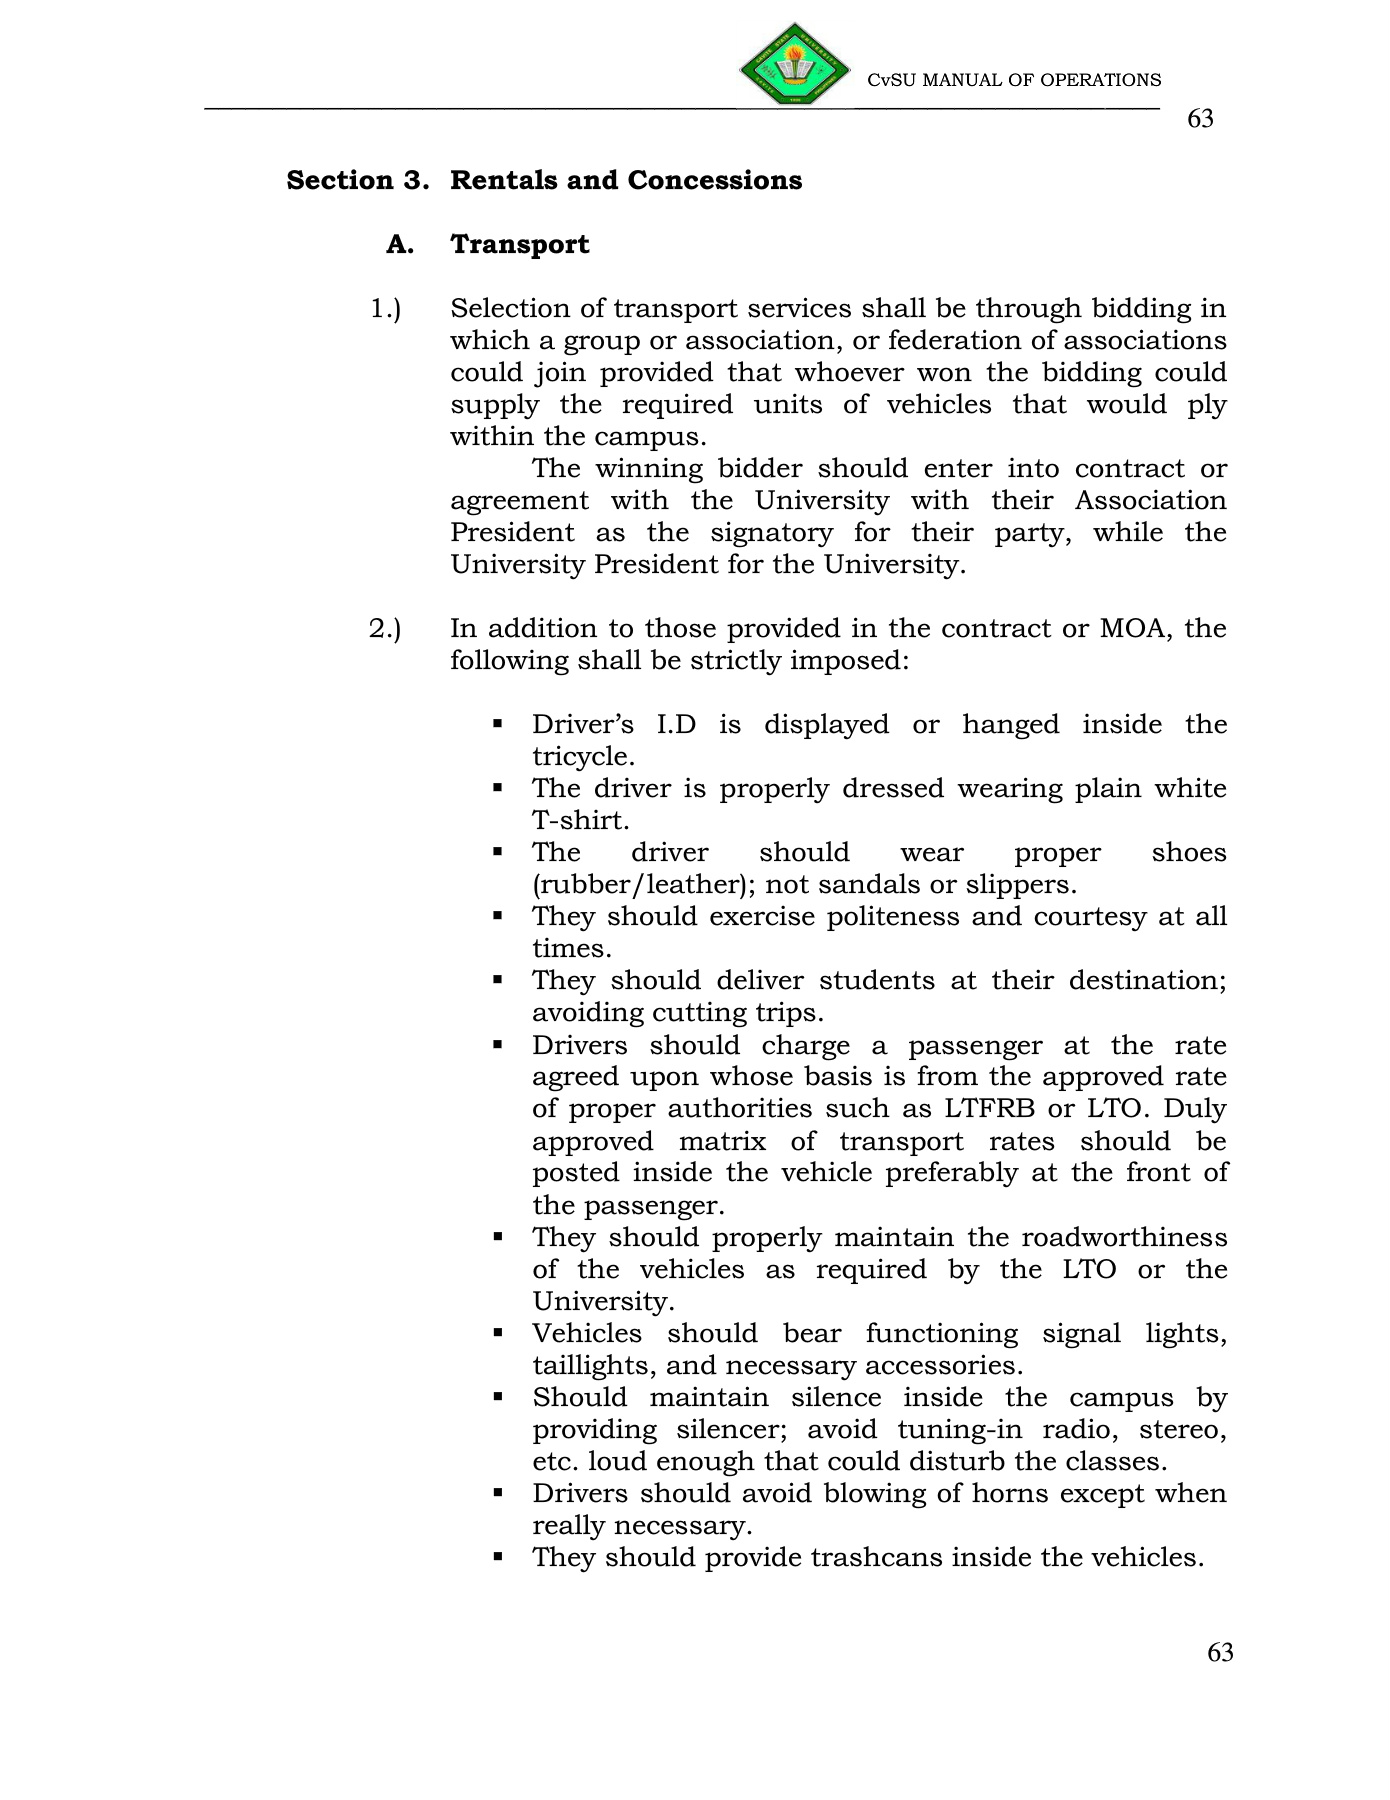 CvSU MANUAL OF OPERATIONS
63
Section 3. Rentals and Concessions
A. Transport
1.) Selection of transport services shall be through bidding in
which a group or association, or federation of associations
could join provided that whoever won the bidding could
supply the required units of vehicles that would ply
within the campus.
The winning bidder should enter into contract or
agreement with the University with their Association
President as the signatory for their party, while the
University President for the University.
2.) In addition to those provided in the contract or MOA, the
following shall be strictly imposed:
▪ Driver’s I.D is displayed or hanged inside the
tricycle.
▪ The driver is properly dressed wearing plain white
T-shirt.
▪ The driver should wear proper shoes
(rubber/leather); not sandals or slippers.
▪ They should exercise politeness and courtesy at all
times.
▪ They should deliver students at their destination;
avoiding cutting trips.
▪ Drivers should charge a passenger at the rate
agreed upon whose basis is from the approved rate
of proper authorities such as LTFRB or LTO. Duly
approved matrix of transport rates should be
posted inside the vehicle preferably at the front of
the passenger.
▪ They should properly maintain the roadworthiness
of the vehicles as required by the LTO or the
University.
▪ Vehicles should bear functioning signal lights,
taillights, and necessary accessories.
▪ Should maintain silence inside the campus by
providing silencer; avoid tuning-in radio, stereo,
etc. loud enough that could disturb the classes.
▪ Drivers should avoid blowing of horns except when
really necessary.
▪ They should provide trashcans inside the vehicles.
63